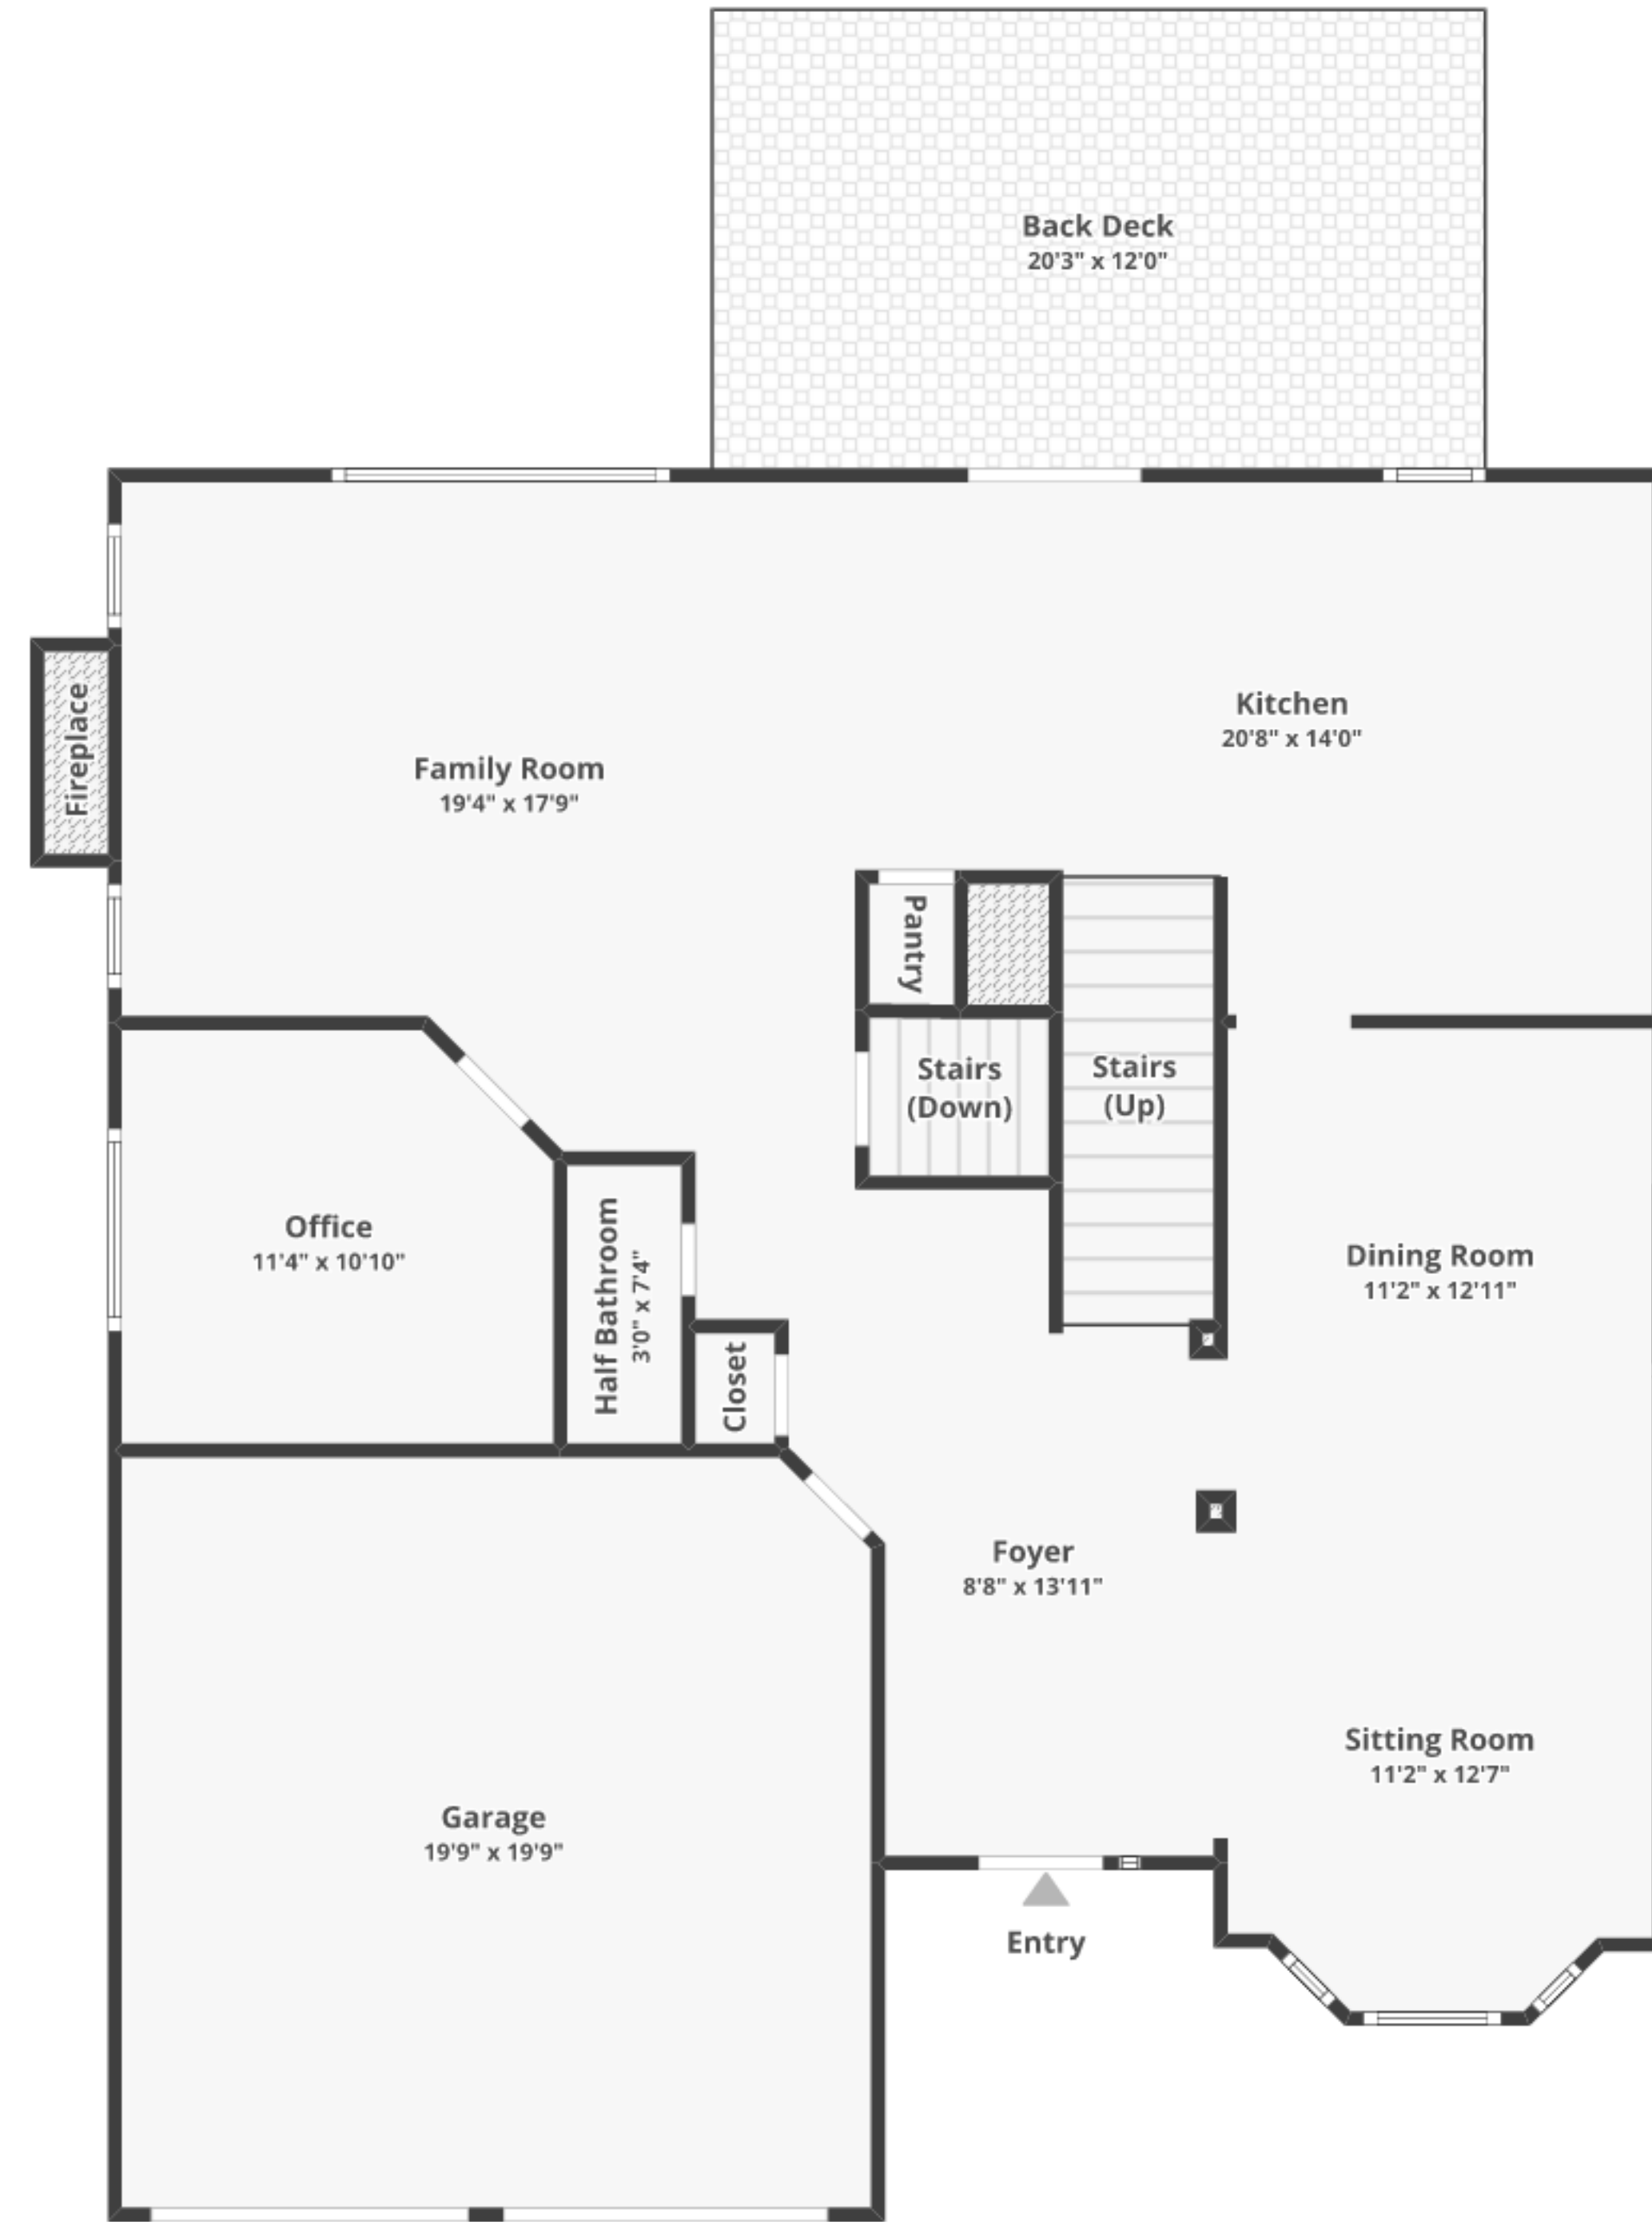 Back Deck
20'3" x 12'0"
Kitchen
20'8" x 14'0"
Fireplace
Family Room
19'4" x 17'9"
Pantry
Stairs
(Down)
Stairs
(Up)
Office
11'4" x 10'10"
Half Bathroom
3'0" x 7'4"
Dining Room
11'2" x 12'11"
Closet
Foyer
8'8" x 13'11"
Sitting Room
11'2" x 12'7"
Garage
19'9" x 19'9"
Entry